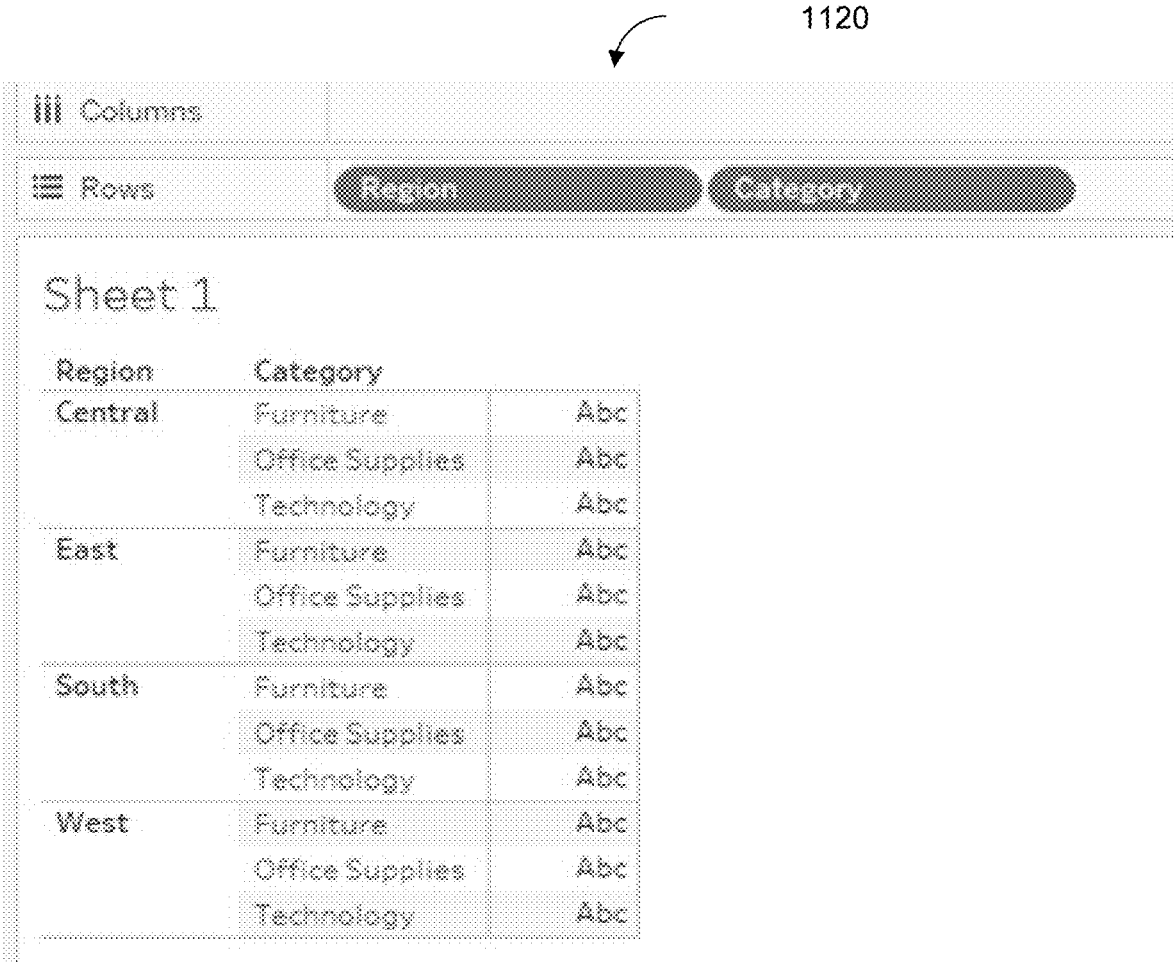 1120
Columns
Rows Region Category
Sheet 1
Region Category
Central Furniture Abc
Office Supplies Abc
Technology Abc
East Furniture Abc
Office Supplies Abc
Technology Abc
South Furniture Abc
Office Supplies Abc
Technology Abc
West Furniture Abc
Office Supplies Abc
Technology Abc